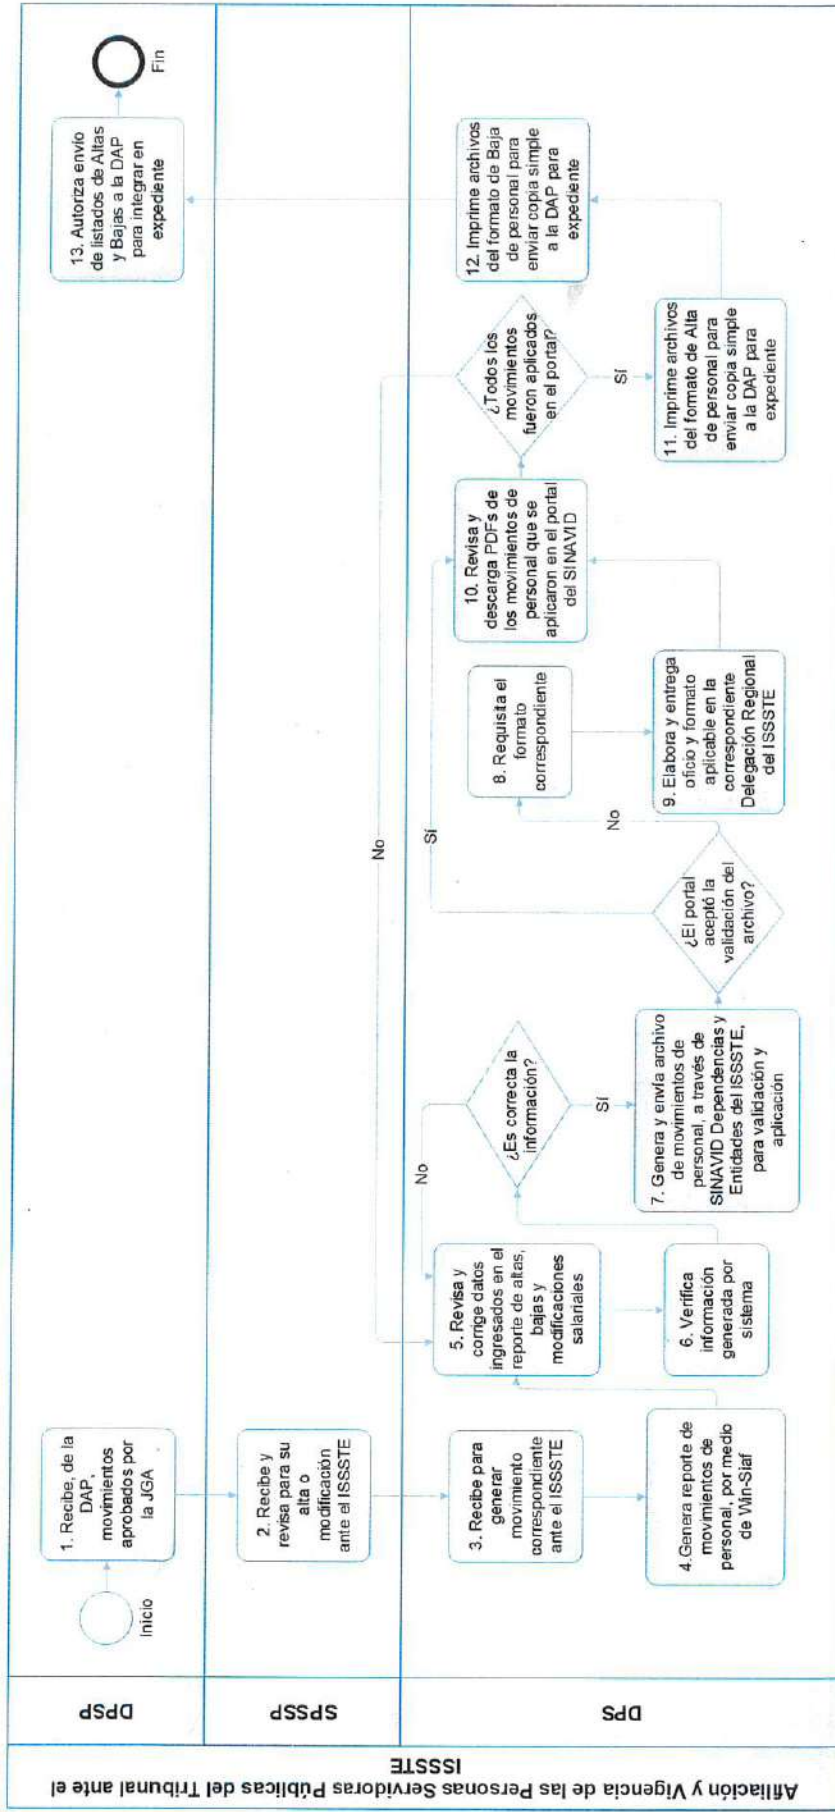 Afiliación y Vigencia de las Personas Servidoras Públicas del Tribunal ante el
ISSSTE
DPSP
Inicio
1. Recibe, de la
DAP,
movimientos
aprobados por
la JGA
13. Autoriza envío
de listados de Altas
y Bajas a la DAP
para integrar en
expediente
Fin
SPSSP
2. Recibe y
revisa para su
alta o
modificación
ante el ISSSTE
DPS
3. Recibe para
generar
movimiento
correspondiente
ante el ISSSTE
4.Genera reporte de
movimientos de
personal, por medio
de Win-Siaf
5. Revisa y
corrige datos
ingresados en el
reporte de altas,
bajas y
modificaciones
salariales
6. Verifica
información
generada por
sistema
¿Es correcta la
información?
No
Sí
7. Genera y envía archivo
de movimientos de
personal, a través de
SINAVID Dependencias y
Entidades del ISSSTE,
para validación y
aplicación
¿El portal
aceptó la
validación del
archivo?
No
Sí
8. Requisita el
formato
correspondiente
9. Elabora y entrega
oficio y formato
aplicable en la
correspondiente
Delegación Regional
del ISSSTE
10. Revisa y
descarga PDFs de
los movimientos de
personal que se
aplicaron en el portal
del SINAVID
¿Todos los
movimientos
fueron aplicados
en el portal?
No
Sí
11. Imprime archivos
del formato de Alta
de personal para
enviar copia simple
a la DAP para
expediente
12. Imprime archivos
del formato de Baja
de personal para
enviar copia simple
a la DAP para
expediente